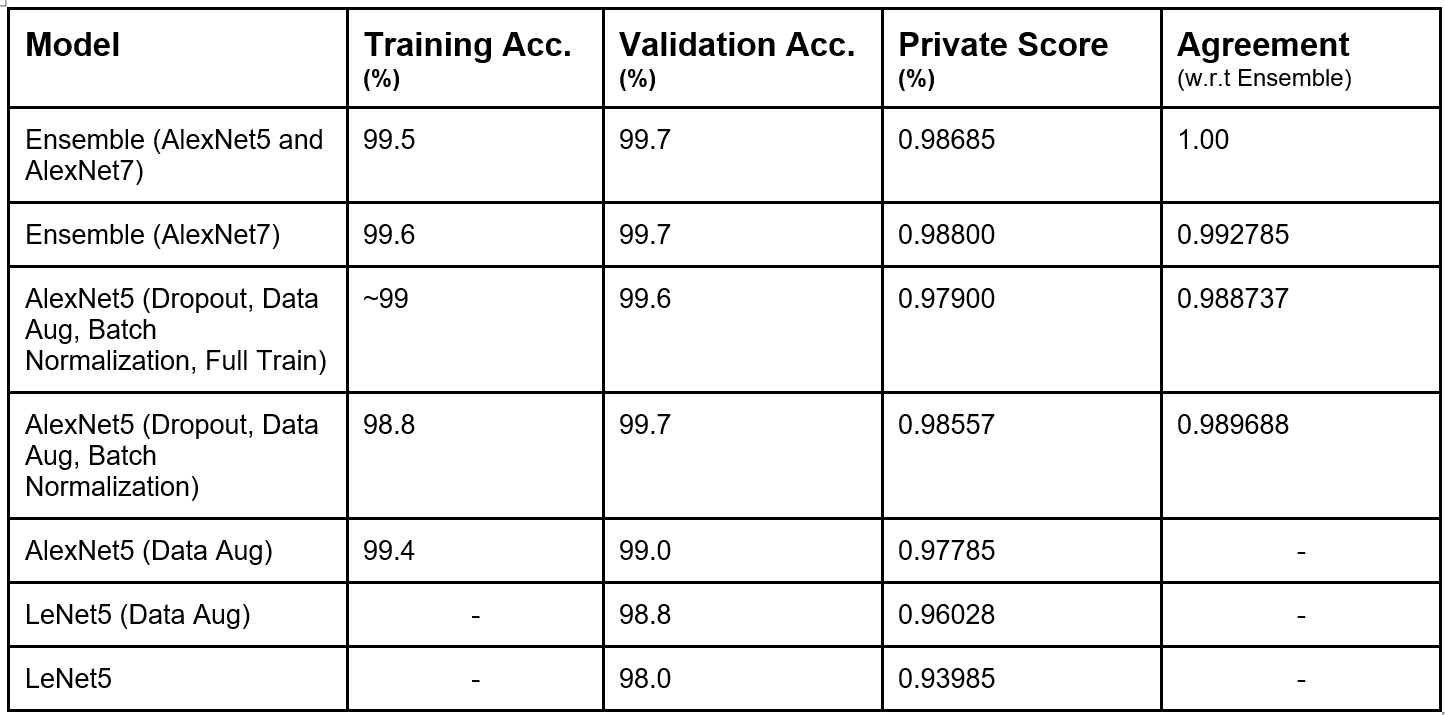 Model
Training Acc.
(%)
Validation Acc.
(%)
Private Score
(%)
Agreement
(w.r.t Ensemble)
Ensemble (AlexNet5 and
AlexNet7)
99.5
99.7
0.98685
1.00
Ensemble (AlexNet7)
99.6
99.7
0.98800
0.992785
AlexNet5 (Dropout, Data
Aug, Batch
Normalization, Full Train)
~99
99.6
0.97900
0.988737
AlexNet5 (Dropout, Data
Aug, Batch
Normalization)
98.8
99.7
0.98557
0.989688
AlexNet5 (Data Aug)
99.4
99.0
0.97785
-
LeNet5 (Data Aug)
-
98.8
0.96028
-
LeNet5
-
98.0
0.93985
-